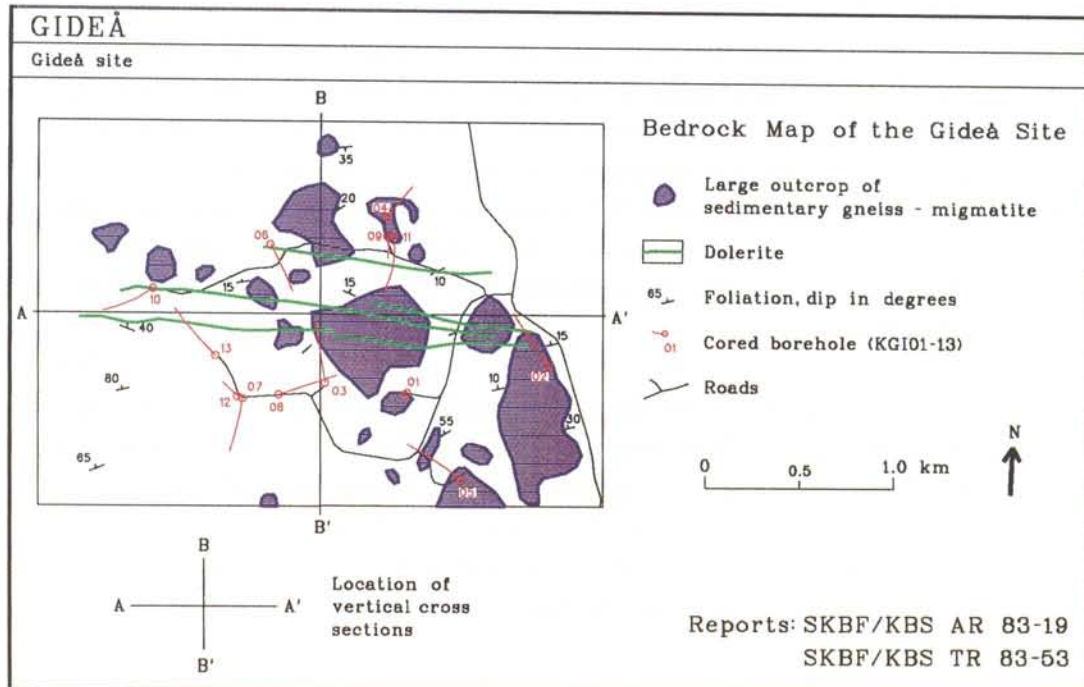 GIDEÅ
Gideå site
B
35
20
04
09
11
06
10
15
15
10
A
A'
40
13
15
02
80
03
01
10
07
12
08
55
30
65
05
B'
Bedrock Map of the Gideå Site
Large outcrop of
sedimentary gneiss - migmatite
Dolerite
65 Foliation, dip in degrees
01 Cored borehole (KGI01-13)
Roads
0 0.5 1.0 km
N
B
A A'
B'
Location of
vertical cross
sections
Reports: SKBF/KBS AR 83-19
SKBF/KBS TR 83-53